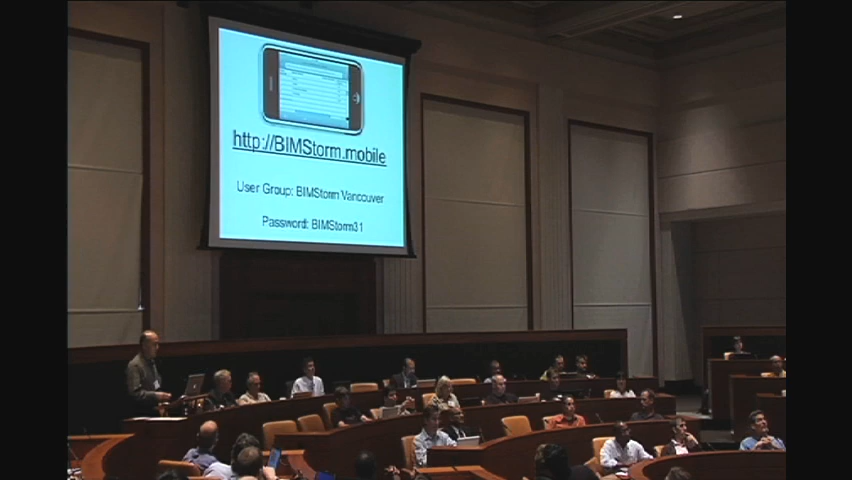 http://BIMStorm.mobile
User Group: BIMStorm Vancouver
Password: BIMStorm31